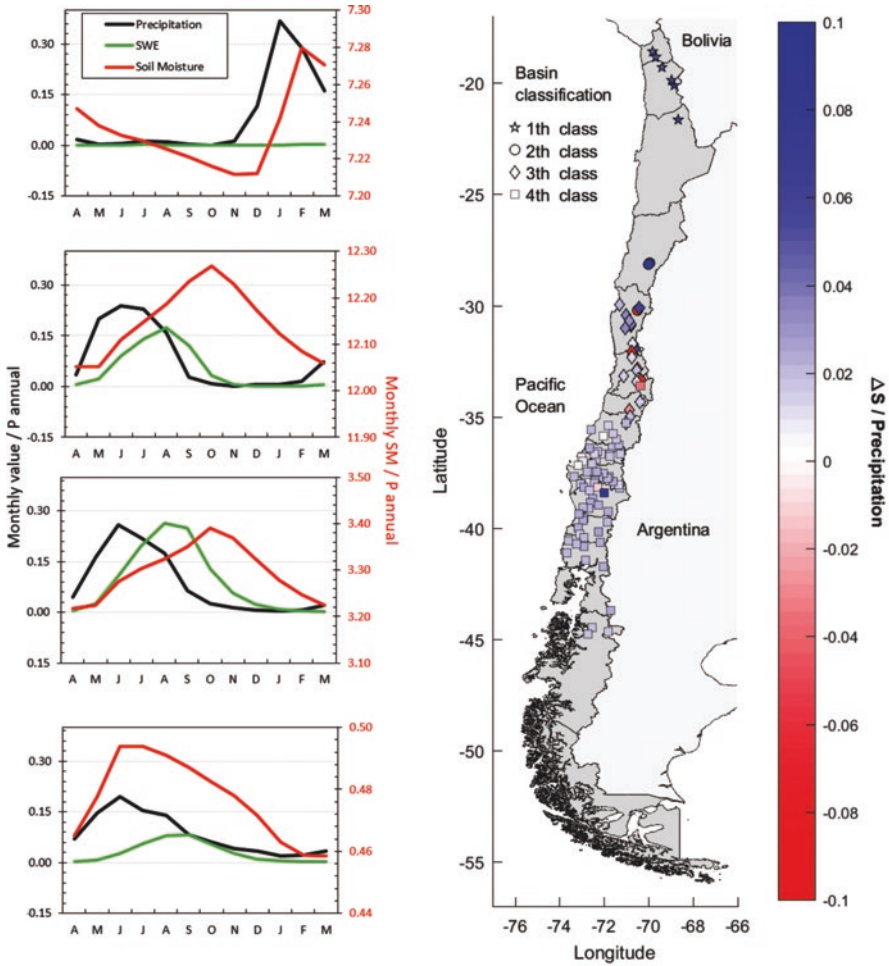 Precipitation
SWE
Soil Moisture
0.30
0.15
0.00
-0.15
7.30
7.28
7.26
7.24
7.22
7.20
A M J J A S O N D J F M
0.30
0.15
0.00
-0.15
12.30
12.20
12.10
12.00
11.90
A M J J A S O N D J F M
0.30
0.15
0.00
0.15
3.50
3.40
3.30
3.20
3.10
A M J J A S O N D J F M
0.30
0.15
0.00
0.15
0.50
0.48
0.46
0.44
A M J J A S O N D J F M
Monthly value / P annual
Monthly SM / P annual
Bolivia
Basin
classification
1th class
2th class
3th class
4th class
Pacific
Ocean
Argentina
Latitude
-20
-25
-30
-35
-40
-45
-50
-55
-76 -74 -72 -70 -68 -66
Longitude
0.1
0.08
0.06
0.04
0.02
0
-0.02
-0.04
-0.06
-0.08
-0.1
ΔS / Precipitation